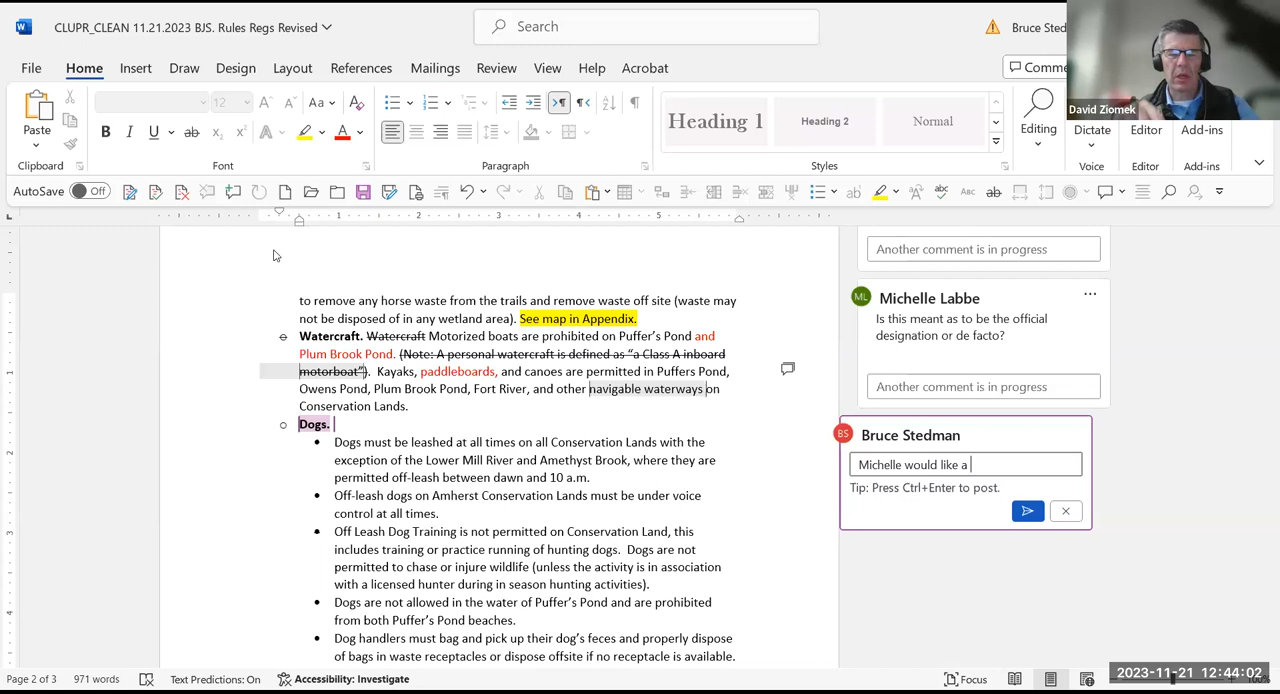 CLUPR_CLEAN 11.21.2023 BJS. Rules Regs Revised
Search
Bruce Sted
David Ziomek
File Home Insert Draw Design Layout References Mailings Review View Help Acrobat
Comme
Paste
12
Aa
Heading 1
Heading 2
Normal
Editing
Dictate
Editor
Add-ins
Clipboard
Font
Paragraph
Styles
Voice
Editor
Add-ins
AutoSave Off
1 2 3 4 5
to remove any horse waste from the trails and remove waste off site (waste may
not be disposed of in any wetland area). See map in Appendix.
Watercraft. Watercraft Motorized boats are prohibited on Puffer's Pond and
Plum Brook Pond. (Note: A personal watercraft is defined as "a Class A inboard
motorboat"). Kayaks, paddleboards, and canoes are permitted in Puffers Pond,
Owens Pond, Plum Brook Pond, Fort River, and other navigable waterways on
Conservation Lands.
Dogs.
Dogs must be leashed at all times on all Conservation Lands with the
exception of the Lower Mill River and Amethyst Brook, where they are
permitted off-leash between dawn and 10 a.m.
Off-leash dogs on Amherst Conservation Lands must be under voice
control at all times.
Off Leash Dog Training is not permitted on Conservation Land, this
includes training or practice running of hunting dogs. Dogs are not
permitted to chase or injure wildlife (unless the activity is in association
with a licensed hunter during in season hunting activities).
Dogs are not allowed in the water of Puffer's Pond and are prohibited
from both Puffer's Pond beaches.
Dog handlers must bag and pick up their dog's feces and properly dispose
of bags in waste receptacles or dispose offsite if no receptacle is available.
Another comment is in progress
ML
Michelle Labbe
Is this meant as to be the official
designation or de facto?
Another comment is in progress
BS
Bruce Stedman
Michelle would like a
Tip: Press Ctrl+Enter to post.
Page 2 of 3
971 words
Text Predictions: On
Accessibility: Investigate
Focus
2023-11-21 12:44:02